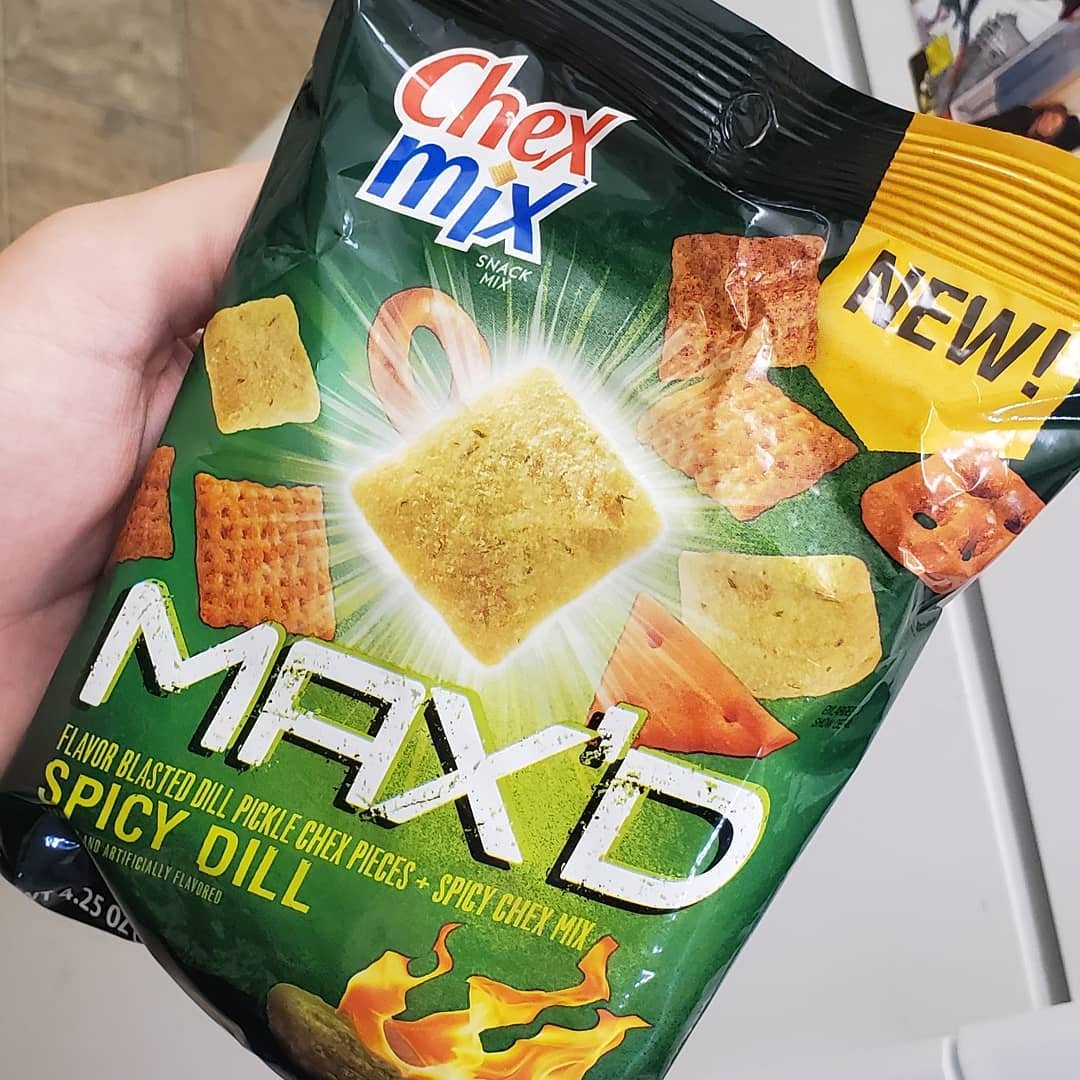 Chex
mix
SNACK
MIX
NEW!
MAX'D
FLAVOR BLASTED DILL PICKLE CHEX PIECES + SPICY CHEX MIX
SPICY DILL
AND ARTIFICIALLY FLAVORED
4.25 OZ